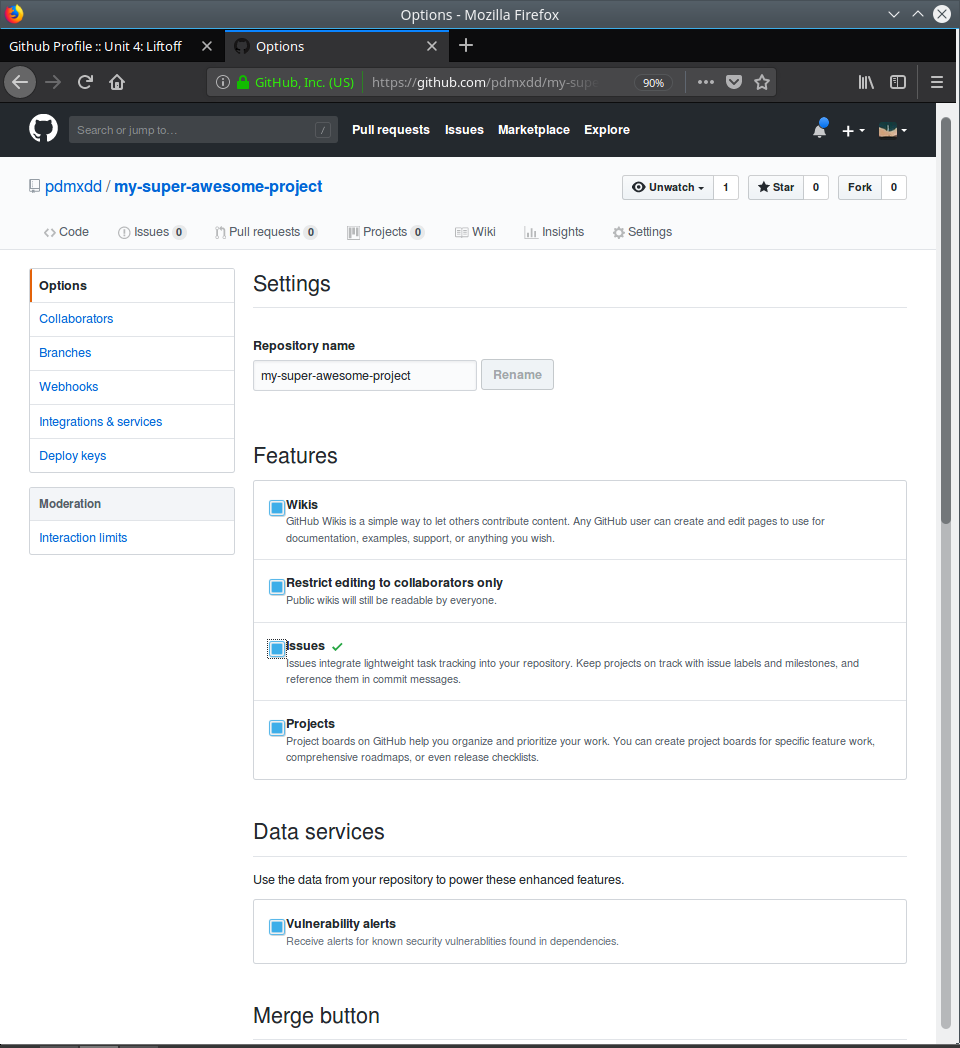 Options - Mozilla Firefox
Github Profile :: Unit 4: Liftoff
Options
GitHub, Inc. (US)
https://github.com/pdmxdd/my-supe
90%
Search or jump to…
/
Pull requests
Issues
Marketplace
Explore
pdmxdd / my-super-awesome-project
Unwatch 1
Star 0
Fork 0
Code
Issues 0
Pull requests 0
Projects 0
Wiki
Insights
Settings
Options
Collaborators
Branches
Webhooks
Integrations & services
Deploy keys
Moderation
Interaction limits
Settings
Repository name
my-super-awesome-project
Rename
Features
Wikis
GitHub Wikis is a simple way to let others contribute content. Any GitHub user can create and edit pages to use for
documentation, examples, support, or anything you wish.
Restrict editing to collaborators only
Public wikis will still be readable by everyone.
Issues
Issues integrate lightweight task tracking into your repository. Keep projects on track with issue labels and milestones, and
reference them in commit messages.
Projects
Project boards on GitHub help you organize and prioritize your work. You can create project boards for specific feature work,
comprehensive roadmaps, or even release checklists.
Data services
Use the data from your repository to power these enhanced features.
Vulnerability alerts
Receive alerts for known security vulnerablities found in dependencies.
Merge button